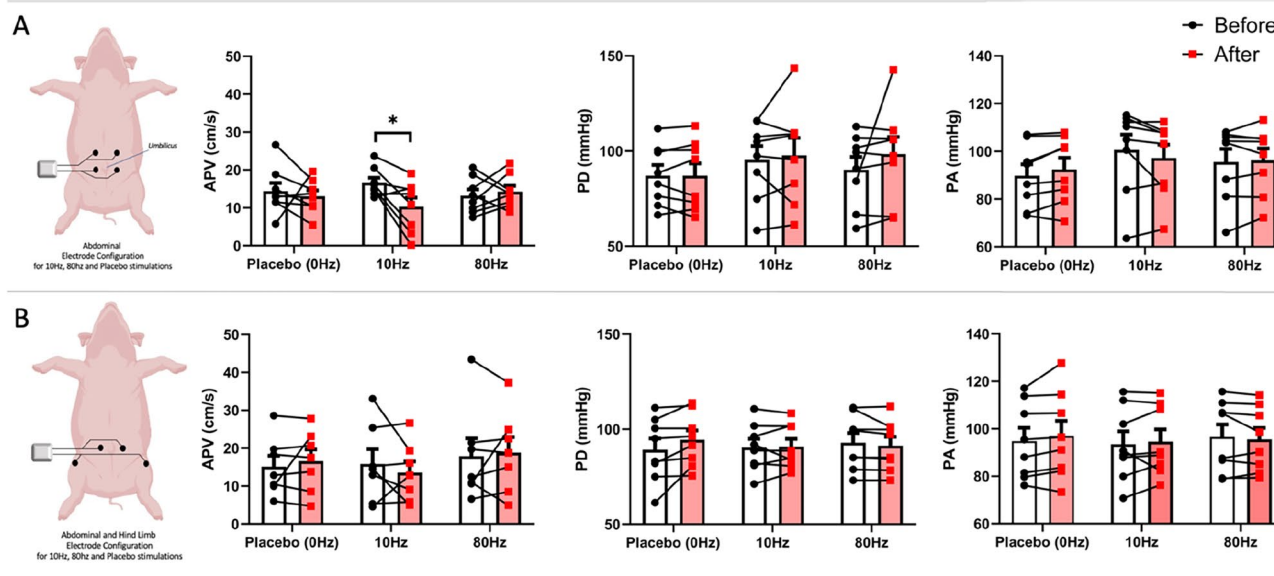 A
Before
After
Umbilicus
Abdominal
Electrode Configuration
for 10Hz, 80hz and Placebo stimulations
APV (cm/s)
50
40
30
20
10
0
*
Placebo (0Hz)
10Hz
80Hz
PD (mmHg)
150
100
50
Placebo (0Hz)
10Hz
80Hz
PA (mmHg)
140
120
100
80
60
Placebo (0Hz)
10Hz
80Hz
B
Abdominal and Hind Limb
Electrode Configuration
for 10Hz, 80hz and Placebo stimulations
APV (cm/s)
50
40
30
20
10
0
Placebo (0Hz)
10Hz
80Hz
PD (mmHg)
150
100
50
Placebo (0Hz)
10Hz
80Hz
PA (mmHg)
140
120
100
80
60
Placebo (0Hz)
10Hz
80Hz